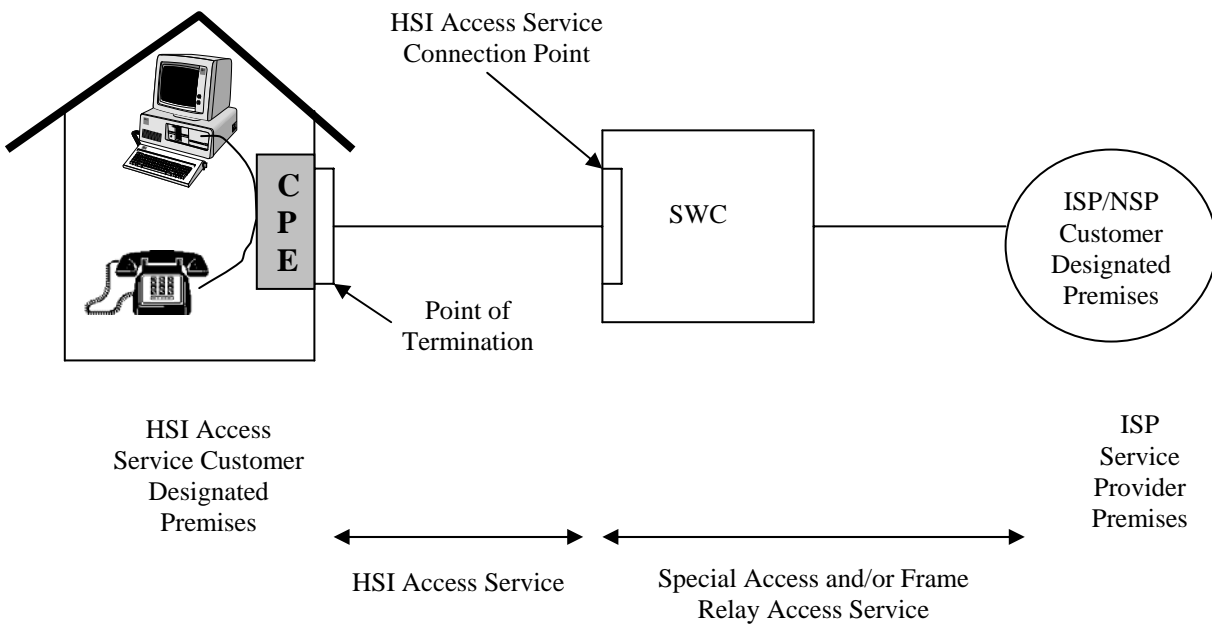 HSI Access Service
Connection Point
C
P
E
SWC
ISP/NSP
Customer
Designated
Premises
Point of
Termination
HSI Access
Service Customer
Designated
Premises
ISP
Service
Provider
Premises
HSI Access Service
Special Access and/or Frame
Relay Access Service